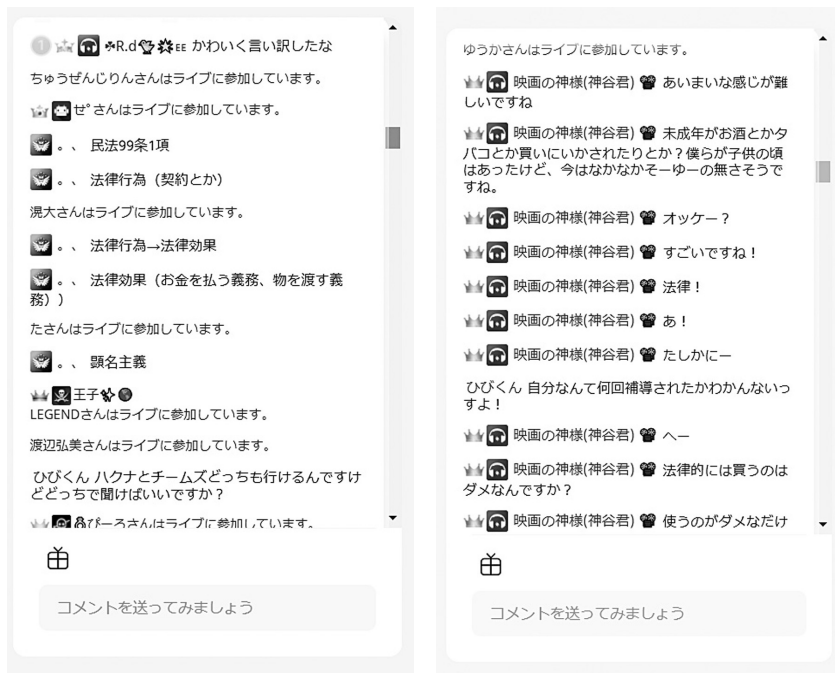 ☘R.d かわいく言い訳したな
ちゅうぜんじりんさんはライブに参加しています。
ぜ°さんはライブに参加しています。
。、 民法99条1項
。、 法律行為（契約とか）
滉大さんはライブに参加しています。
。、 法律行為→法律効果
。、 法律効果（お金を払う義務、物を渡す義
務））
たさんはライブに参加しています。
。、 顕名主義
王子
LEGENDさんはライブに参加しています。
渡辺弘美さんはライブに参加しています。
ひびくん ハクナとチームズどっちも行けるんですけ
どどっちで聞けばいいですか？
ぴーろさんはライブに参加しています。
コメントを送ってみましょう
ゆうかさんはライブに参加しています。
映画の神様(神谷君) あいまいな感じが難
しいですね
映画の神様(神谷君) 未成年がお酒とかタ
バコとか買いにいかされたりとか？僕らが子供の頃
はあったけど、今はなかなかそーゆーの無さそうで
すね。
映画の神様(神谷君) オッケー？
映画の神様(神谷君) すごいですね！
映画の神様(神谷君) 法律！
映画の神様(神谷君) あ！
映画の神様(神谷君) たしかにー
ひびくん 自分なんて何回補導されたかわかんないっ
すよ！
映画の神様(神谷君) へー
映画の神様(神谷君) 法律的には買うのは
ダメなんですか？
映画の神様(神谷君) 使うのがダメなだけ
コメントを送ってみましょう